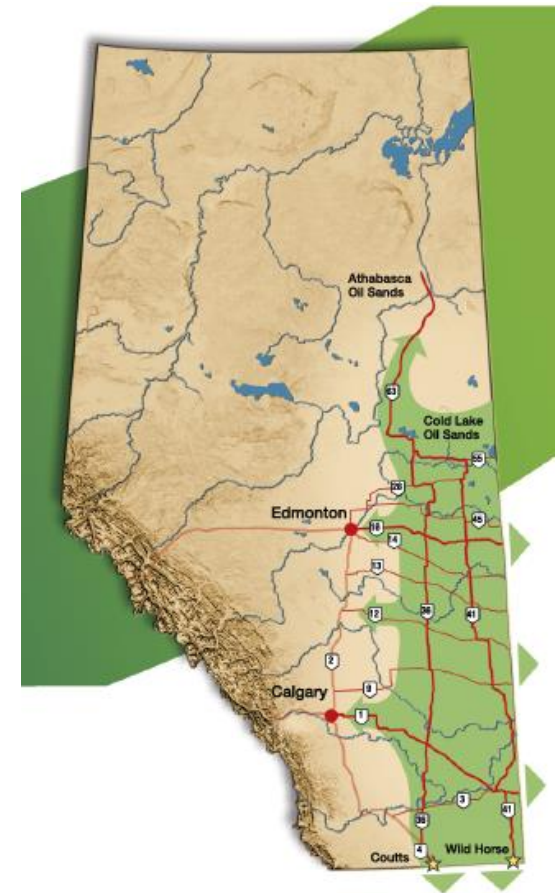 Athabasca
Oil Sands
63
Cold Lake
Oil Sands
55
28
Edmonton
16
45
14
13
12
36
41
2
Calgary
9
1
3
41
36
4
Coutts
Wild Horse